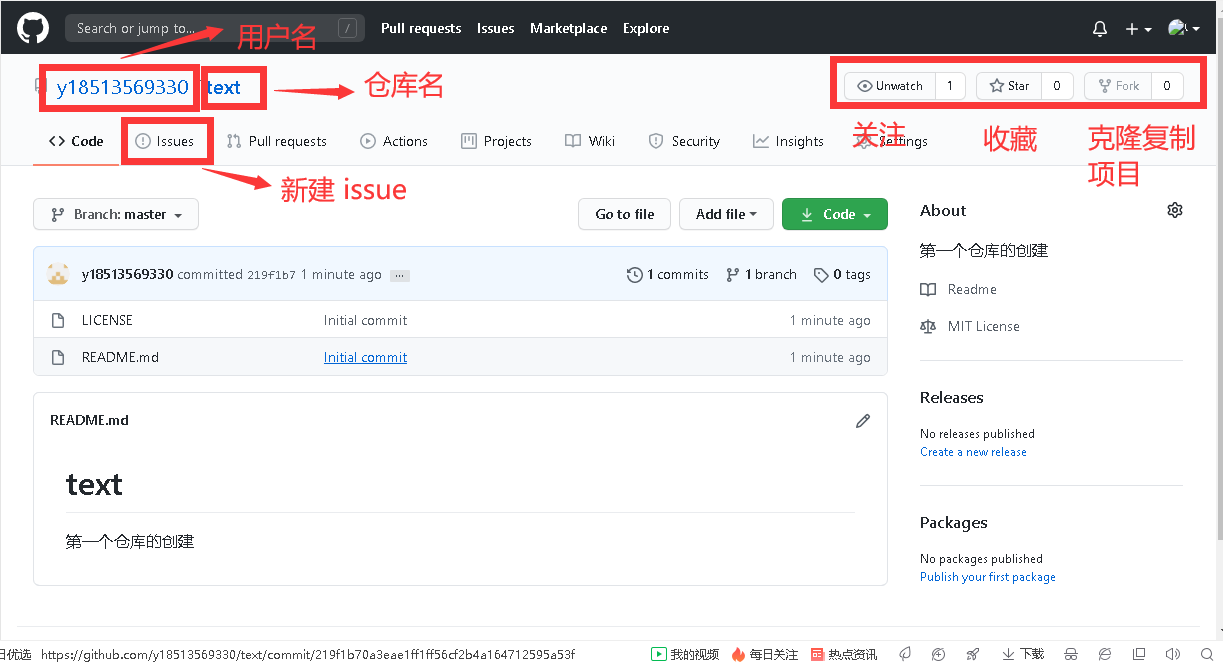 Search or jump to... / Pull requests Issues Marketplace Explore
用户名
y18513569330 text 仓库名
Unwatch 1 Star 0 Fork 0
关注 收藏 克隆复制项目
Code Issues Pull requests Actions Projects Wiki Security Insights Settings
新建 issue
Branch: master Go to file Add file Code
About
第一个仓库的创建
Readme
MIT License
y18513569330 committed 219f1b7 1 minute ago ... 1 commits 1 branch 0 tags
LICENSE Initial commit 1 minute ago
README.md Initial commit 1 minute ago
Releases
No releases published
Create a new release
README.md
text
第一个仓库的创建
Packages
No packages published
Publish your first package
日优选 https://github.com/y18513569330/text/commit/219f1b70a3eae1ff1ff56cf2b4a164712595a53f 我的视频 每日关注 热点资讯 下载